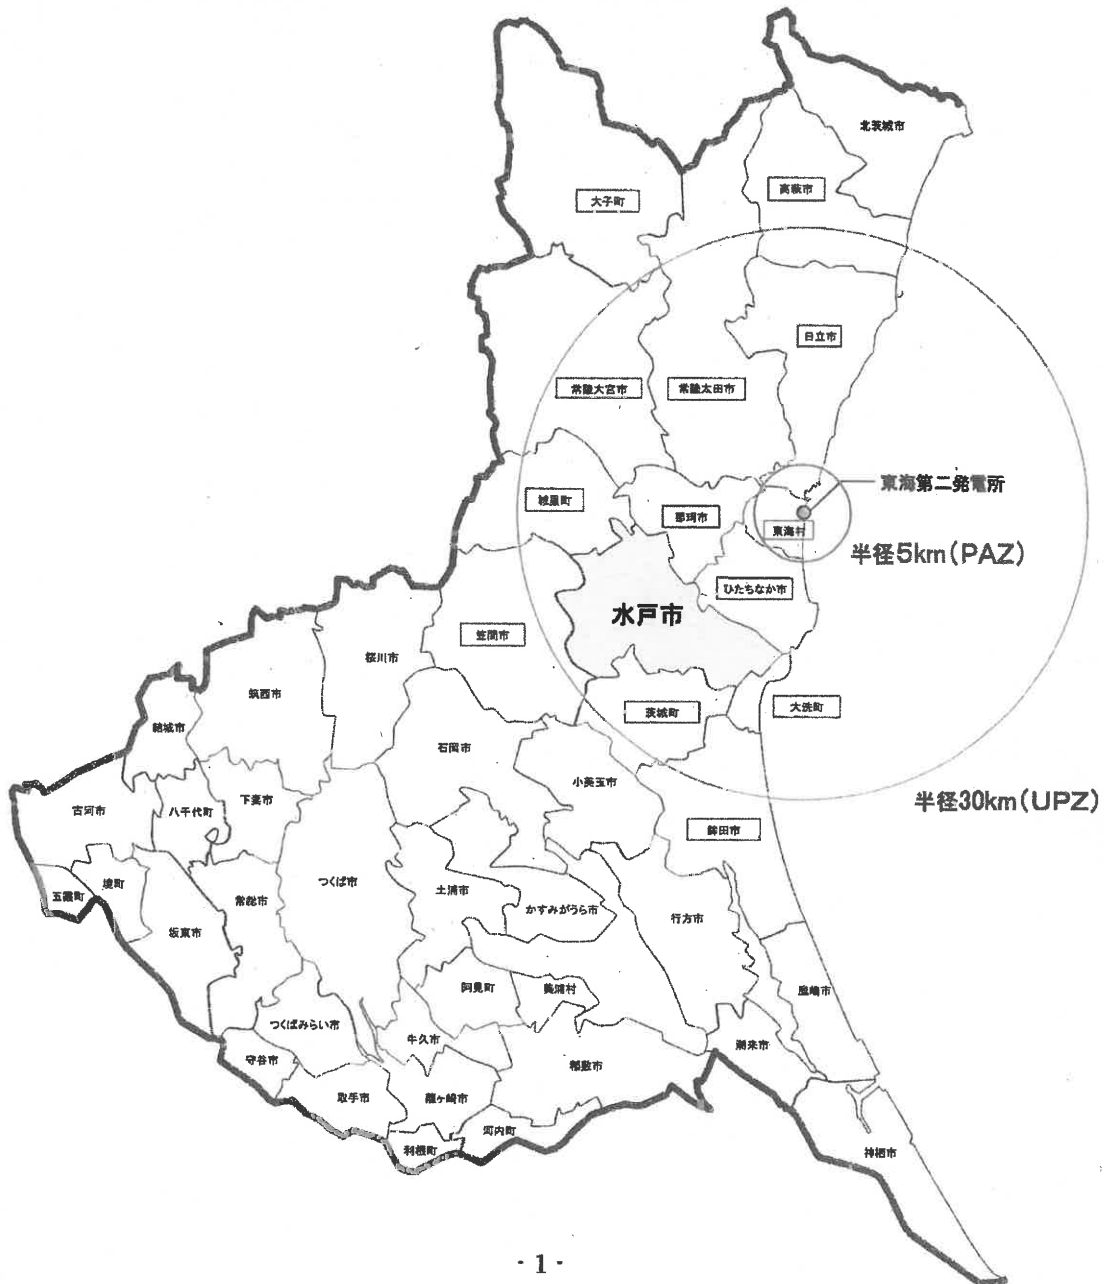 北茨城市
高萩市
大子町
日立市
常陸大宮市
常陸太田市
東海第二発電所
城里町
那珂市
東海村
半径5km(PAZ)
ひたちなか市
水戸市
笠間市
桜川市
筑西市
大洗町
茨城町
結城市
石岡市
小美玉市
下妻市
半径30km(UPZ)
古河市
八千代町
鉾田市
つくば市
五霞町
境町
土浦市
常総市
かすみがうら市
行方市
坂東市
阿見町
美浦村
鹿嶋市
つくばみらい市
牛久市
潮来市
守谷市
稲敷市
取手市
龍ヶ崎市
河内町
利根町
神栖市
- 1 -